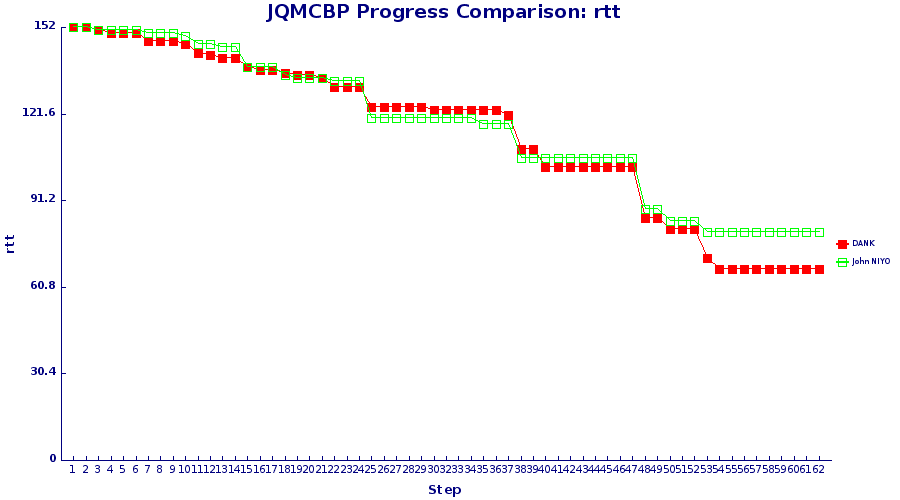 JQMCBP Progress Comparison: rtt
152
121.6
91.2
60.8
30.4
0
rtt
1 2 3 4 5 6 7 8 9 10 11 12 13 14 15 16 17 18 19 20 21 22 23 24 25 26 27 28 29 30 31 32 33 34 35 36 37 38 39 40 41 42 43 44 45 46 47 48 49 50 51 52 53 54 55 56 57 58 59 60 61 62
Step
DANK
John NIYO